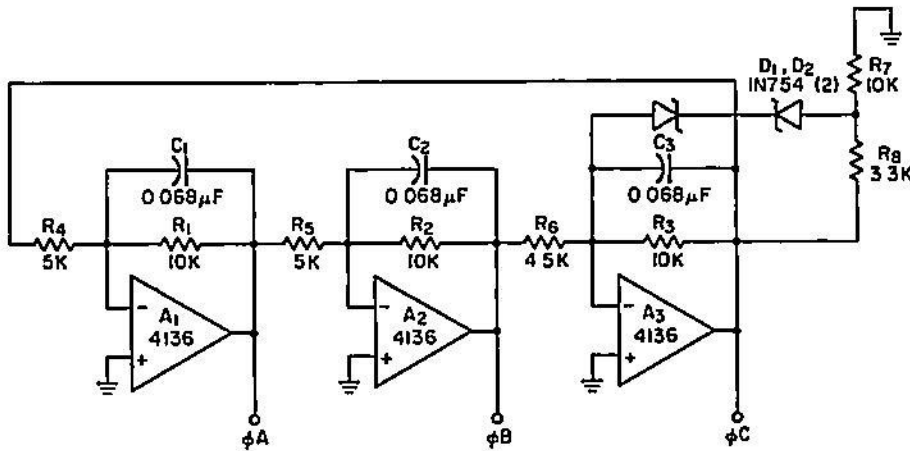 D1, D2
1N754 (2)
R7
10K
C1
0 068μF
C2
0 068μF
C3
0 068μF
R8
3 3K
R4
5K
R1
10K
R5
5K
R2
10K
R6
4 5K
R3
10K
-
A1
4136
+
-
A2
4136
+
-
A3
4136
+
φA
φB
φC